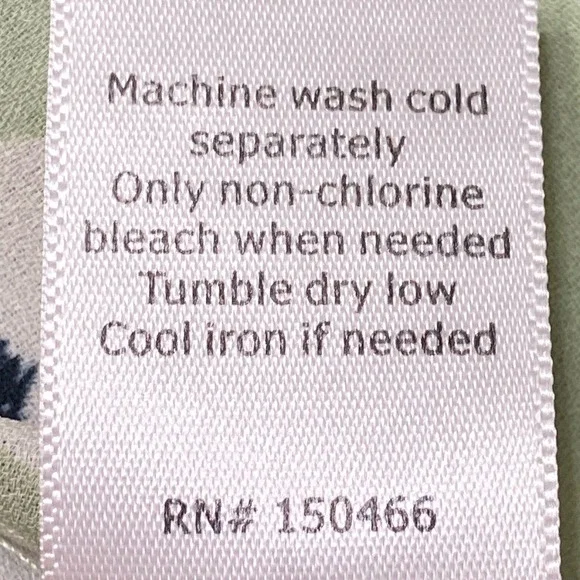 Machine wash cold
separately
Only non-chlorine
bleach when needed
Tumble dry low
Cool iron if needed
RN# 150466